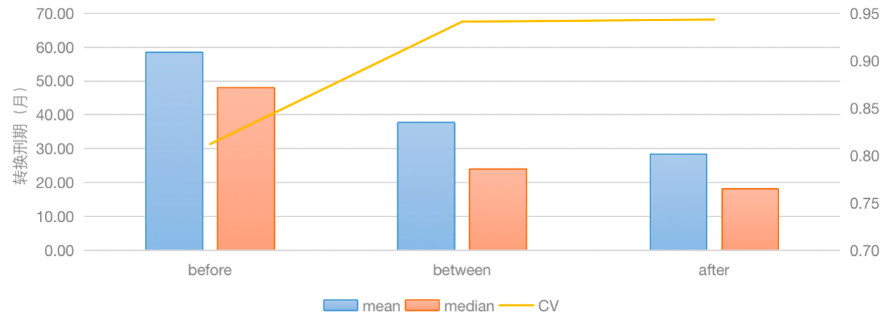 70.00 0.95
60.00 0.90
50.00
40.00 0.85
30.00 0.80
20.00 0.75
10.00
0.00 0.70
转换刑期（月）
before between after
mean median CV